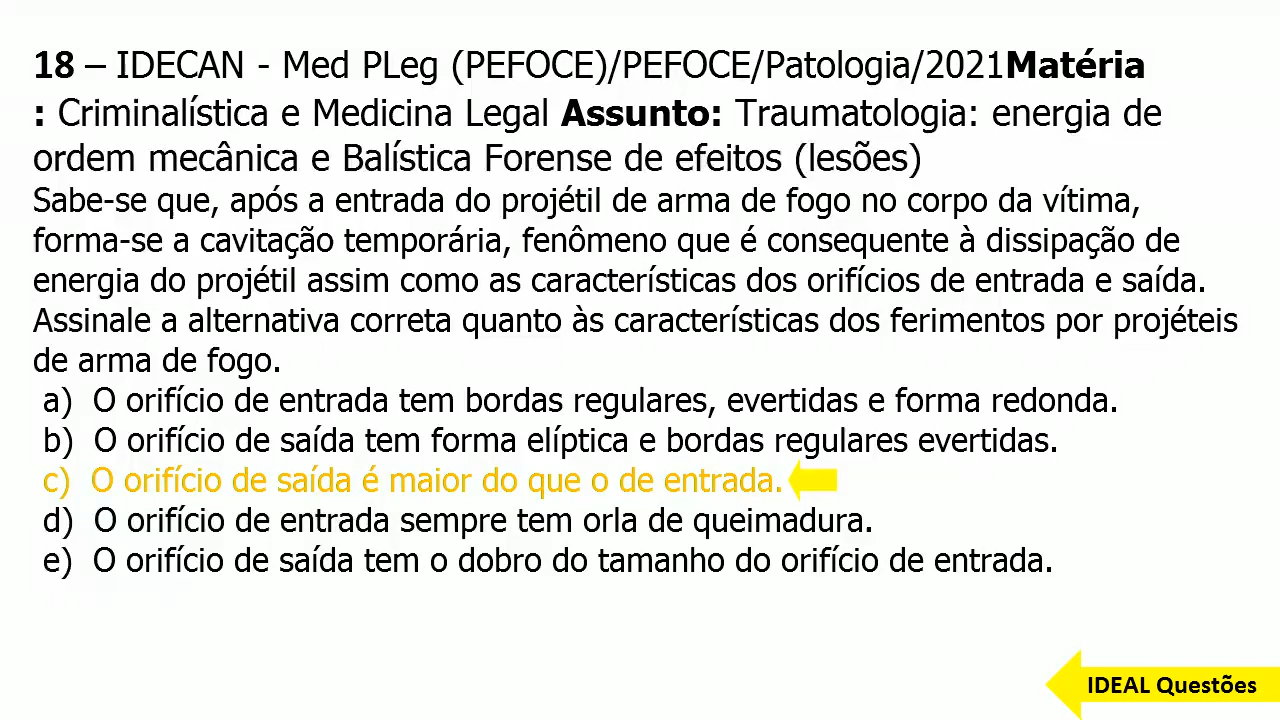 18 – IDECAN - Med PLeg (PEFOCE)/PEFOCE/Patologia/2021Matéria
: Criminalística e Medicina Legal Assunto: Traumatologia: energia de
ordem mecânica e Balística Forense de efeitos (lesões)
Sabe-se que, após a entrada do projétil de arma de fogo no corpo da vítima,
forma-se a cavitação temporária, fenômeno que é consequente à dissipação de
energia do projétil assim como as características dos orifícios de entrada e saída.
Assinale a alternativa correta quanto às características dos ferimentos por projéteis
de arma de fogo.
a) O orifício de entrada tem bordas regulares, evertidas e forma redonda.
b) O orifício de saída tem forma elíptica e bordas regulares evertidas.
c) O orifício de saída é maior do que o de entrada.
d) O orifício de entrada sempre tem orla de queimadura.
e) O orifício de saída tem o dobro do tamanho do orifício de entrada.
IDEAL Questões